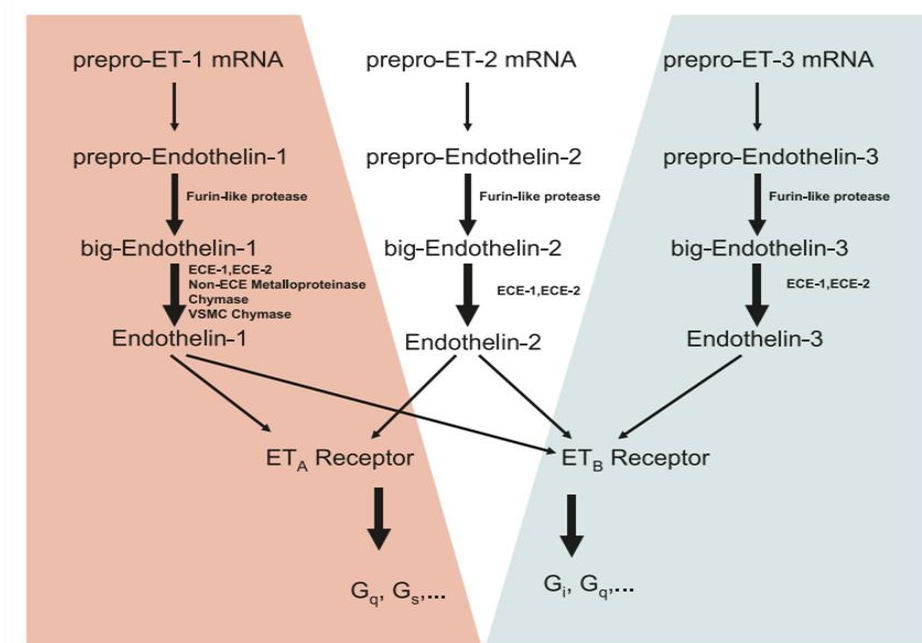 prepro-ET-1 mRNA
prepro-ET-2 mRNA
prepro-ET-3 mRNA
prepro-Endothelin-1
prepro-Endothelin-2
prepro-Endothelin-3
Furin-like protease
Furin-like protease
Furin-like protease
big-Endothelin-1
big-Endothelin-2
big-Endothelin-3
ECE-1,ECE-2
Non-ECE Metalloproteinase
Chymase
VSMC Chymase
ECE-1,ECE-2
ECE-1,ECE-2
Endothelin-1
Endothelin-2
Endothelin-3
ETA Receptor
ETB Receptor
Gq, Gs,...
Gi, Gq,...